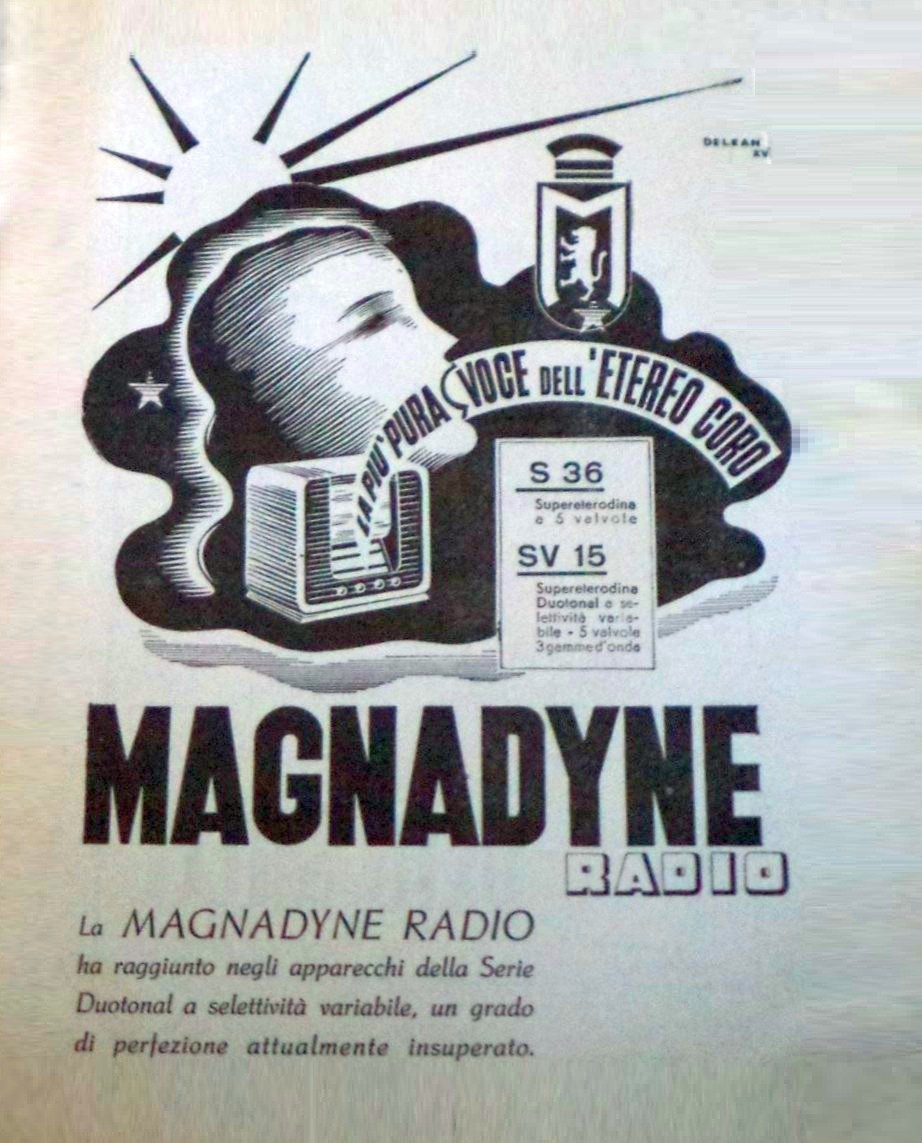 DELKAN
XV
LA PIU' PURA VOCE DELL'ETEREO CORO
S 36
Supereterodina
a 5 valvole
SV 15
Supereterodina
Duotonal a se-
lettività varia-
bile - 5 valvole
3 gamme d'onda
MAGNADYNE
RADIO
La MAGNADYNE RADIO
ha raggiunto negli apparecchi della Serie
Duotonal a selettività variabile, un grado
di perfezione attualmente insuperato.